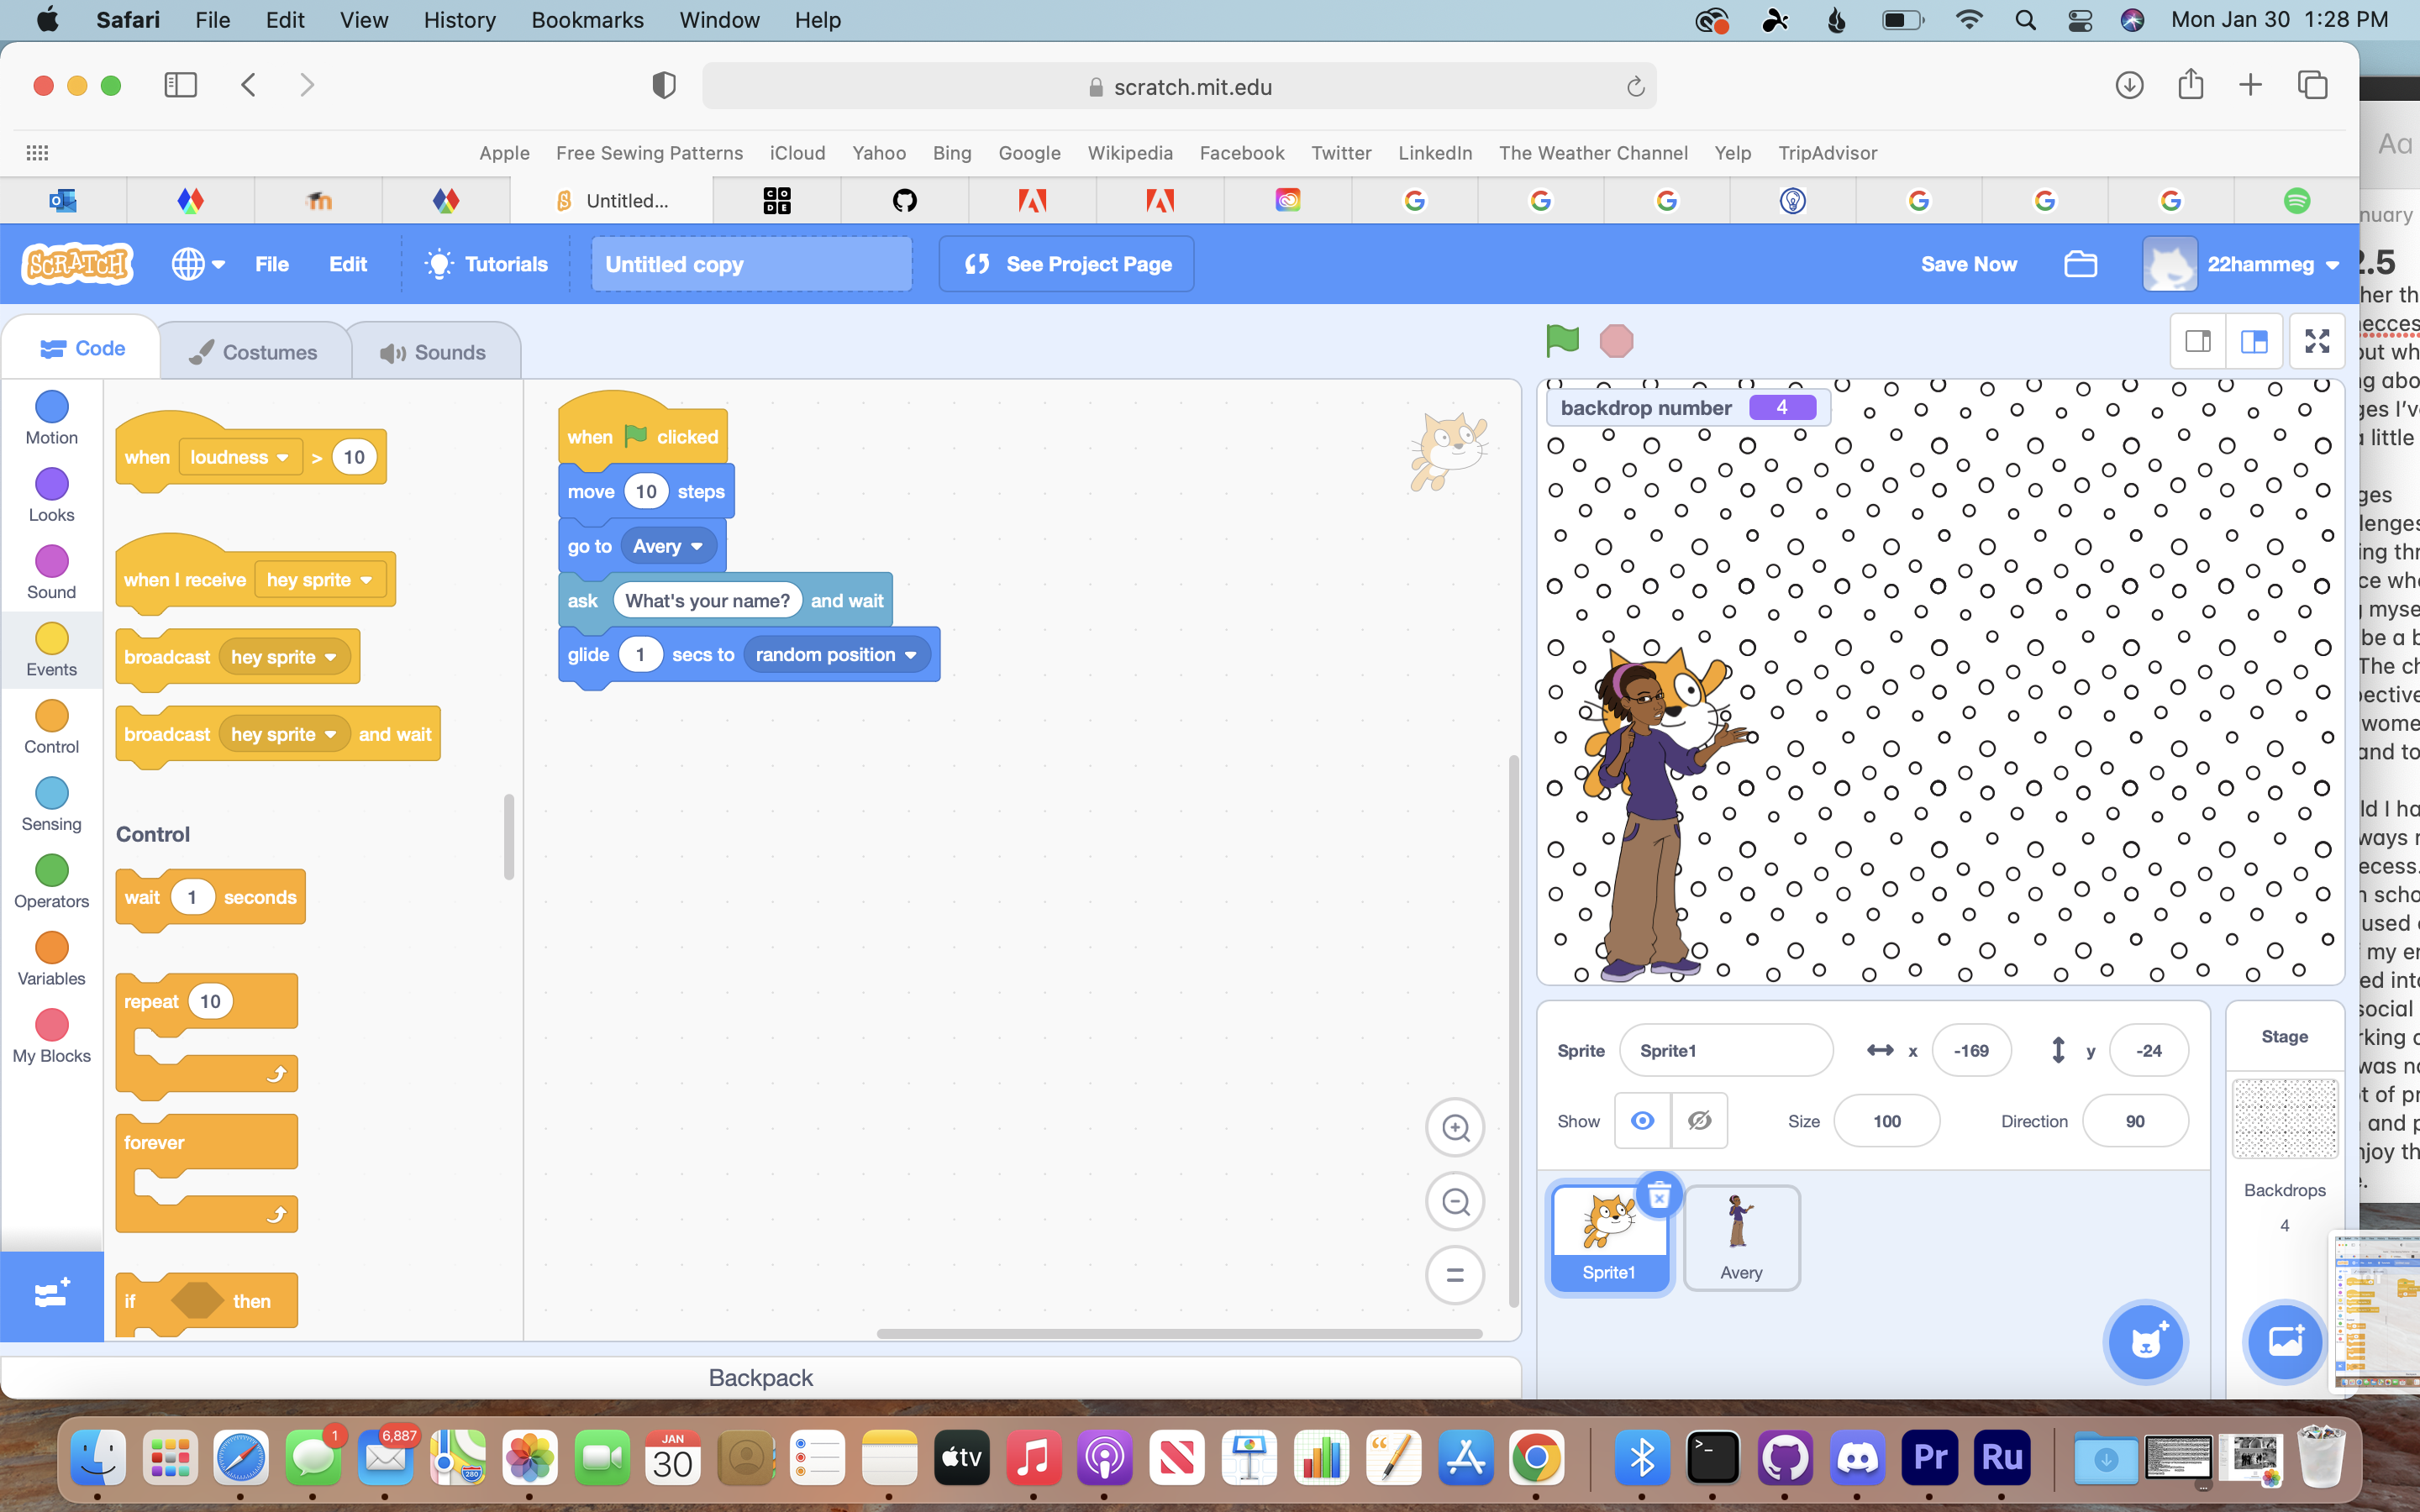 Safari File Edit View History Bookmarks Window Help Mon Jan 30 1:28 PM
scratch.mit.edu
Apple Free Sewing Patterns iCloud Yahoo Bing Google Wikipedia Facebook Twitter LinkedIn The Weather Channel Yelp TripAdvisor
Untitled...
CODE
SCRATCH File Edit Tutorials Untitled copy See Project Page Save Now 22hammeg
Code Costumes Sounds
Motion
Looks
Sound
Events
Control
Sensing
Operators
Variables
My Blocks
when loudness > 10
when I receive hey sprite
broadcast hey sprite
broadcast hey sprite and wait
Control
wait 1 seconds
repeat 10
forever
if then
when clicked
move 10 steps
go to Avery
ask What's your name? and wait
glide 1 secs to random position
backdrop number 4
Sprite Sprite1 x -169 y -24
Show Size 100 Direction 90
Sprite1 Avery
Stage
Backdrops
4
Backpack
Aa
nuary
2.5
her th
ecces
out wh
g abo
ges I've
little
ges
lenges
ing thr
ce whe
myse
be a b
The ch
pective
wome
and to
ld I ha
ways r
ecess.
n scho
used
my er
ed into
social
rking
was no
t of pr
and p
njoy th
e.
1
6,887
JAN
30
280
tv
Pr
Ru